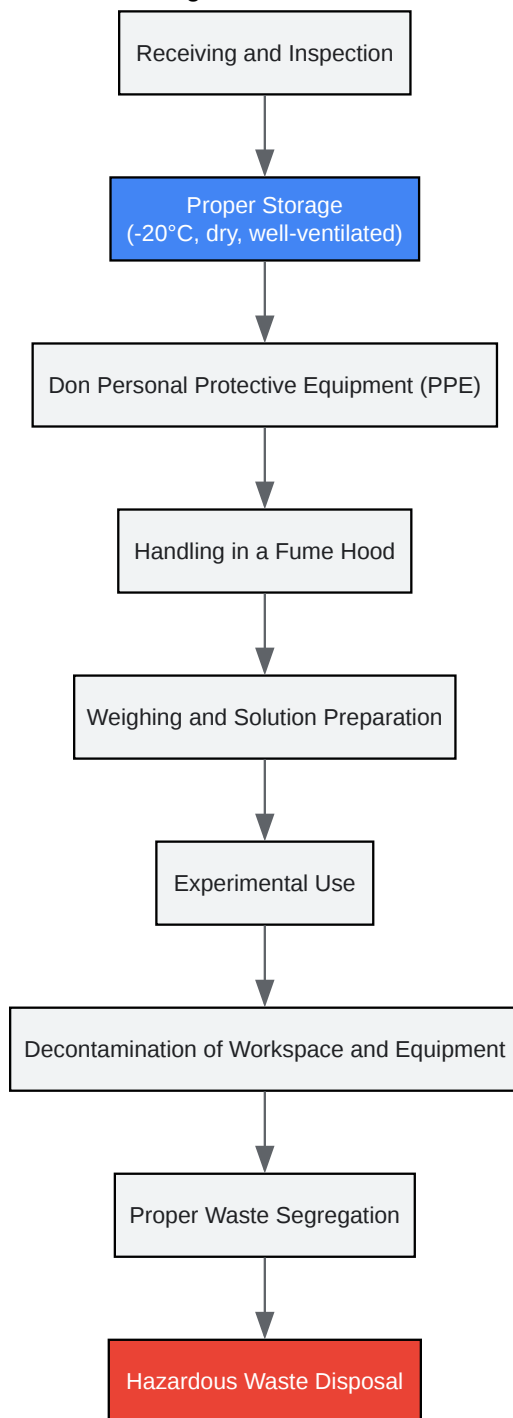 Receiving and Inspection
Proper Storage
(-20°C, dry, well-ventilated)
Don Personal Protective Equipment (PPE)
Handling in a Fume Hood
Weighing and Solution Preparation
Experimental Use
Decontamination of Workspace and Equipment
Proper Waste Segregation
Hazardous Waste Disposal